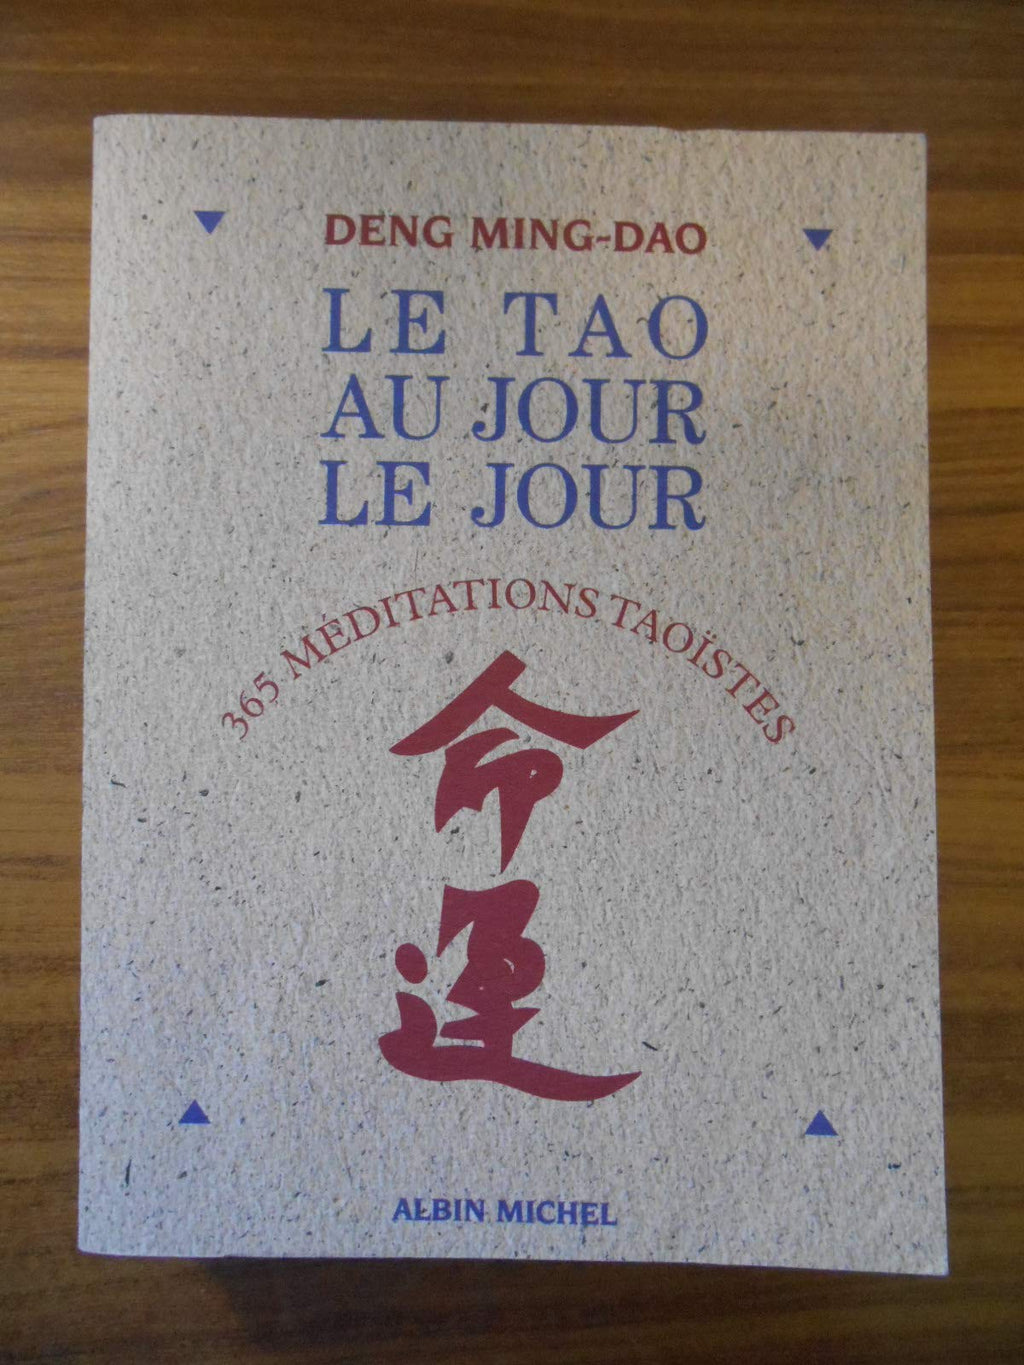 DENG MING-DAO
LE TAO
AU JOUR
LE JOUR
365 MÉDITATIONS TAOÏSTES
命
運
ALBIN MICHEL